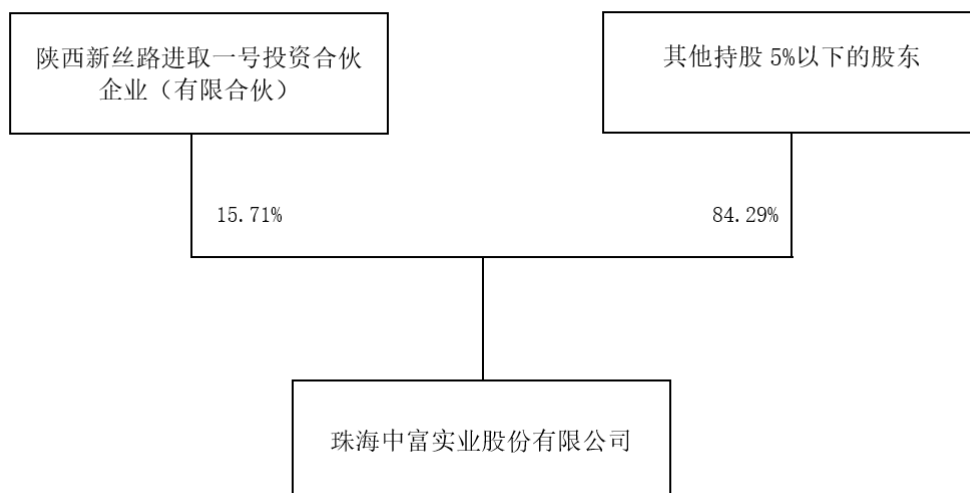 陕西新丝路进取一号投资合伙
企业（有限合伙）
其他持股 5%以下的股东
15.71%
84.29%
珠海中富实业股份有限公司